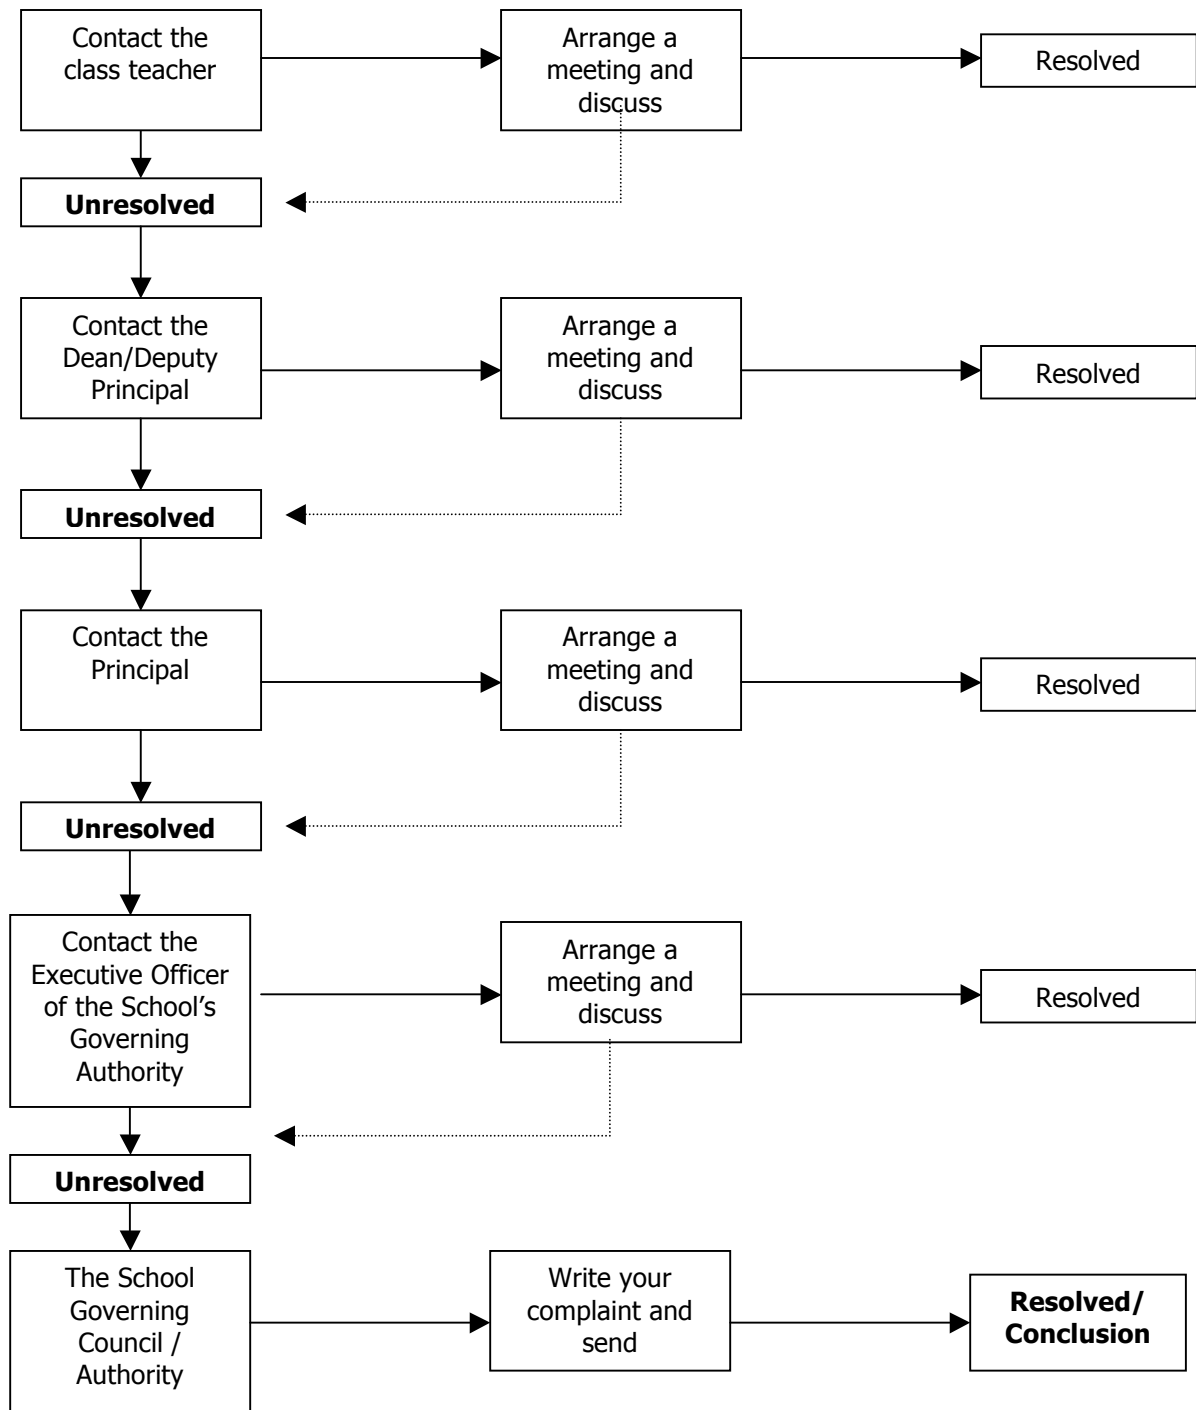 Contact the
class teacher
Arrange a
meeting and
discuss
Resolved
Unresolved
Contact the
Dean/Deputy
Principal
Arrange a
meeting and
discuss
Resolved
Unresolved
Contact the
Principal
Arrange a
meeting and
discuss
Resolved
Unresolved
Contact the
Executive Officer
of the School’s
Governing
Authority
Arrange a
meeting and
discuss
Resolved
Unresolved
The School
Governing
Council /
Authority
Write your
complaint and
send
Resolved/
Conclusion